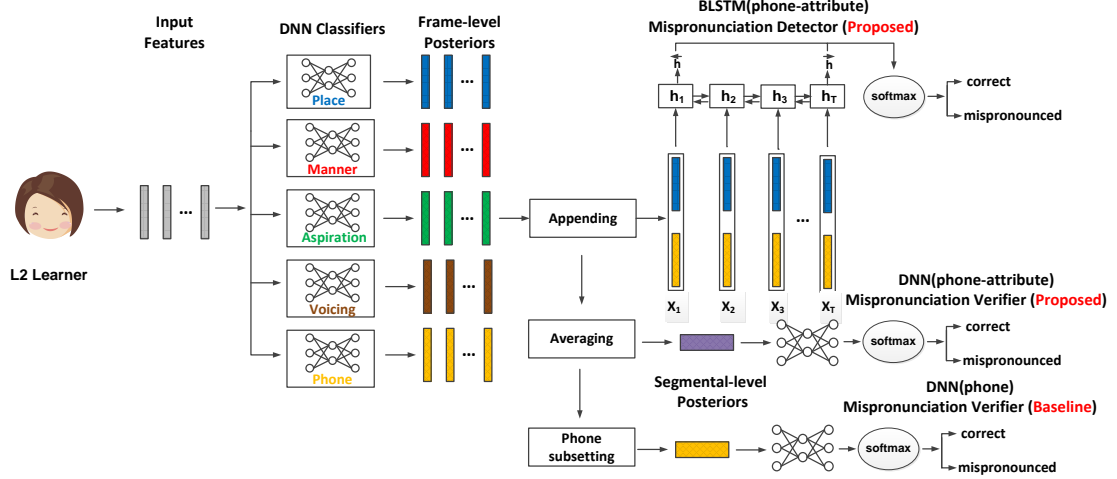 Input
Features
DNN Classifiers
Frame-level
Posteriors
BLSTM(phone-attribute)
Mispronunciation Detector (Proposed)
L2 Learner
...
Place
...
Manner
...
Aspiration
...
Voicing
...
Phone
...
Appending
Averaging
Phone
subsetting
h
h
h1
h2
h3
hT
softmax
correct
mispronounced
...
X1
X2
X3
XT
DNN(phone-attribute)
Mispronunciation Verifier (Proposed)
softmax
correct
mispronounced
Segmental-level
Posteriors
DNN(phone)
Mispronunciation Verifier (Baseline)
softmax
correct
mispronounced